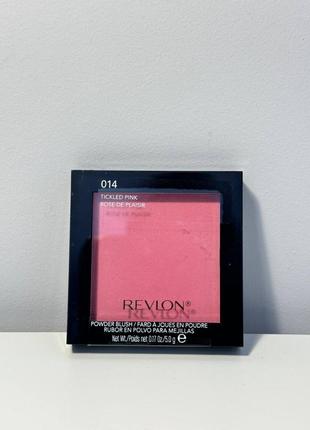 014
TICKLED PINK
ROSE DE PLAISIR
REVLON®
POWDER BLUSH / FARD À JOUES EN POUDRE
RUBOR EN POLVO PARA MEJILLAS
Net Wt./Poids net 0.17 Oz/5.0 g ℮